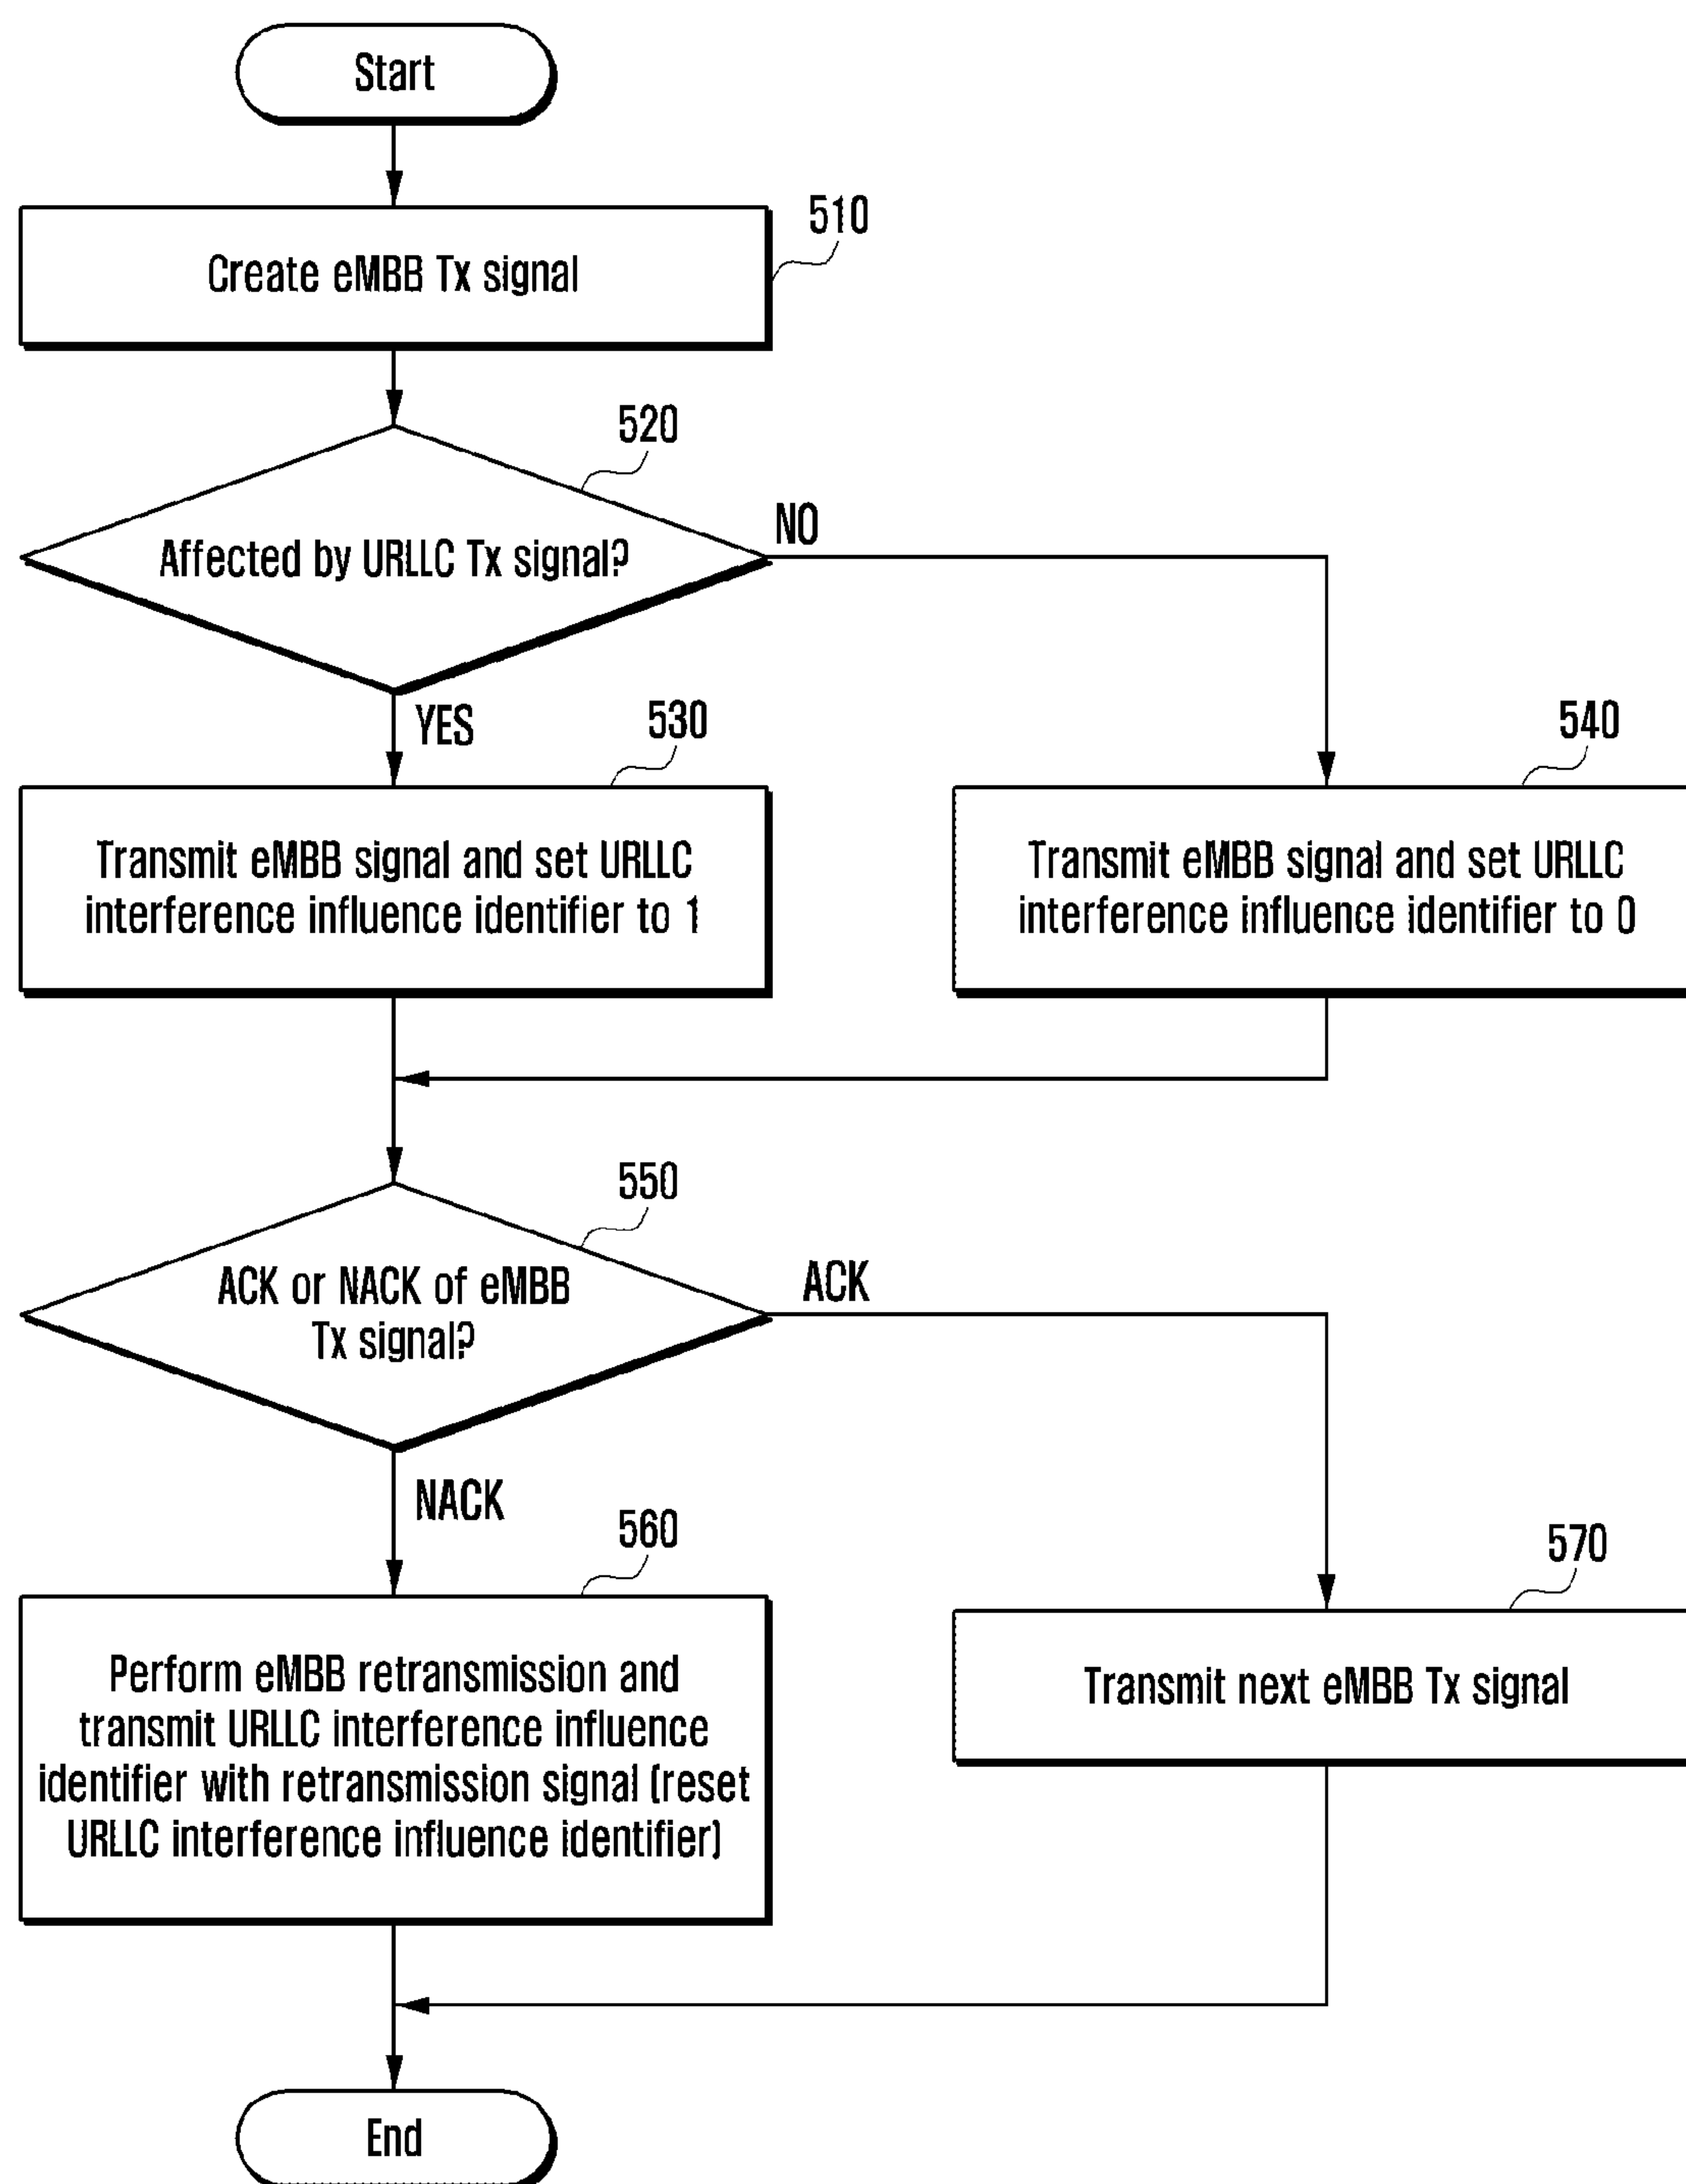 Start
510
Create eMBB Tx signal
520
Affected by URLLC Tx signal?
NO
YES
530
540
Transmit eMBB signal and set URLLC
interference influence identifier to 1
Transmit eMBB signal and set URLLC
interference influence identifier to 0
550
ACK or NACK of eMBB
Tx signal?
ACK
NACK
560
570
Perform eMBB retransmission and
transmit URLLC interference influence
identifier with retransmission signal (reset
URLLC interference influence identifier)
Transmit next eMBB Tx signal
End